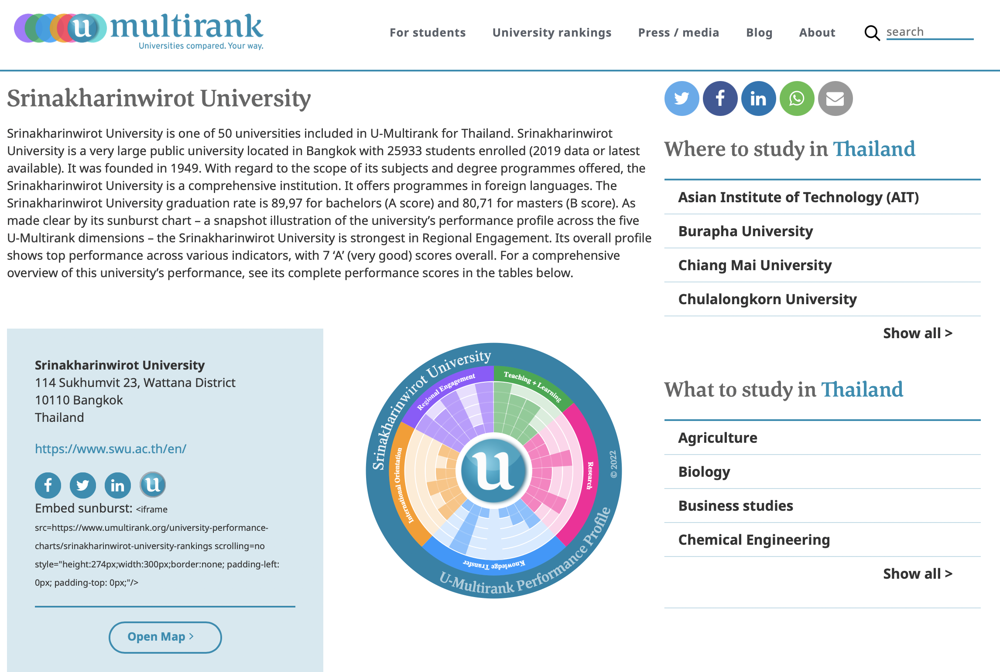 u multirank
Universities compared. Your way.
For students
University rankings
Press / media
Blog
About
search
Srinakharinwirot University
Srinakharinwirot University is one of 50 universities included in U-Multirank for Thailand. Srinakharinwirot
University is a very large public university located in Bangkok with 25933 students enrolled (2019 data or latest
available). It was founded in 1949. With regard to the scope of its subjects and degree programmes offered, the
Srinakharinwirot University is a comprehensive institution. It offers programmes in foreign languages. The
Srinakharinwirot University graduation rate is 89,97 for bachelors (A score) and 80,71 for masters (B score). As
made clear by its sunburst chart – a snapshot illustration of the university’s performance profile across the five
U-Multirank dimensions – the Srinakharinwirot University is strongest in Regional Engagement. Its overall profile
shows top performance across various indicators, with 7 ‘A’ (very good) scores overall. For a comprehensive
overview of this university’s performance, see its complete performance scores in the tables below.
Srinakharinwirot University
114 Sukhumvit 23, Wattana District
10110 Bangkok
Thailand
https://www.swu.ac.th/en/
f
in
u
Embed sunburst: <iframe
src=https://www.umultirank.org/university-performance-
charts/srinakharinwirot-university-rankings scrolling=no
style="height:274px;width:300px;border:none; padding-left:
0px; padding-top: 0px;"/>
Open Map >
Srinakharinwirot University
Regional Engagement
Teaching + Learning
Research
Knowledge Transfer
International Orientation
u
© 2022
U-Multirank Performance Profile
f
in
Where to study in Thailand
Asian Institute of Technology (AIT)
Burapha University
Chiang Mai University
Chulalongkorn University
Show all >
What to study in Thailand
Agriculture
Biology
Business studies
Chemical Engineering
Show all >